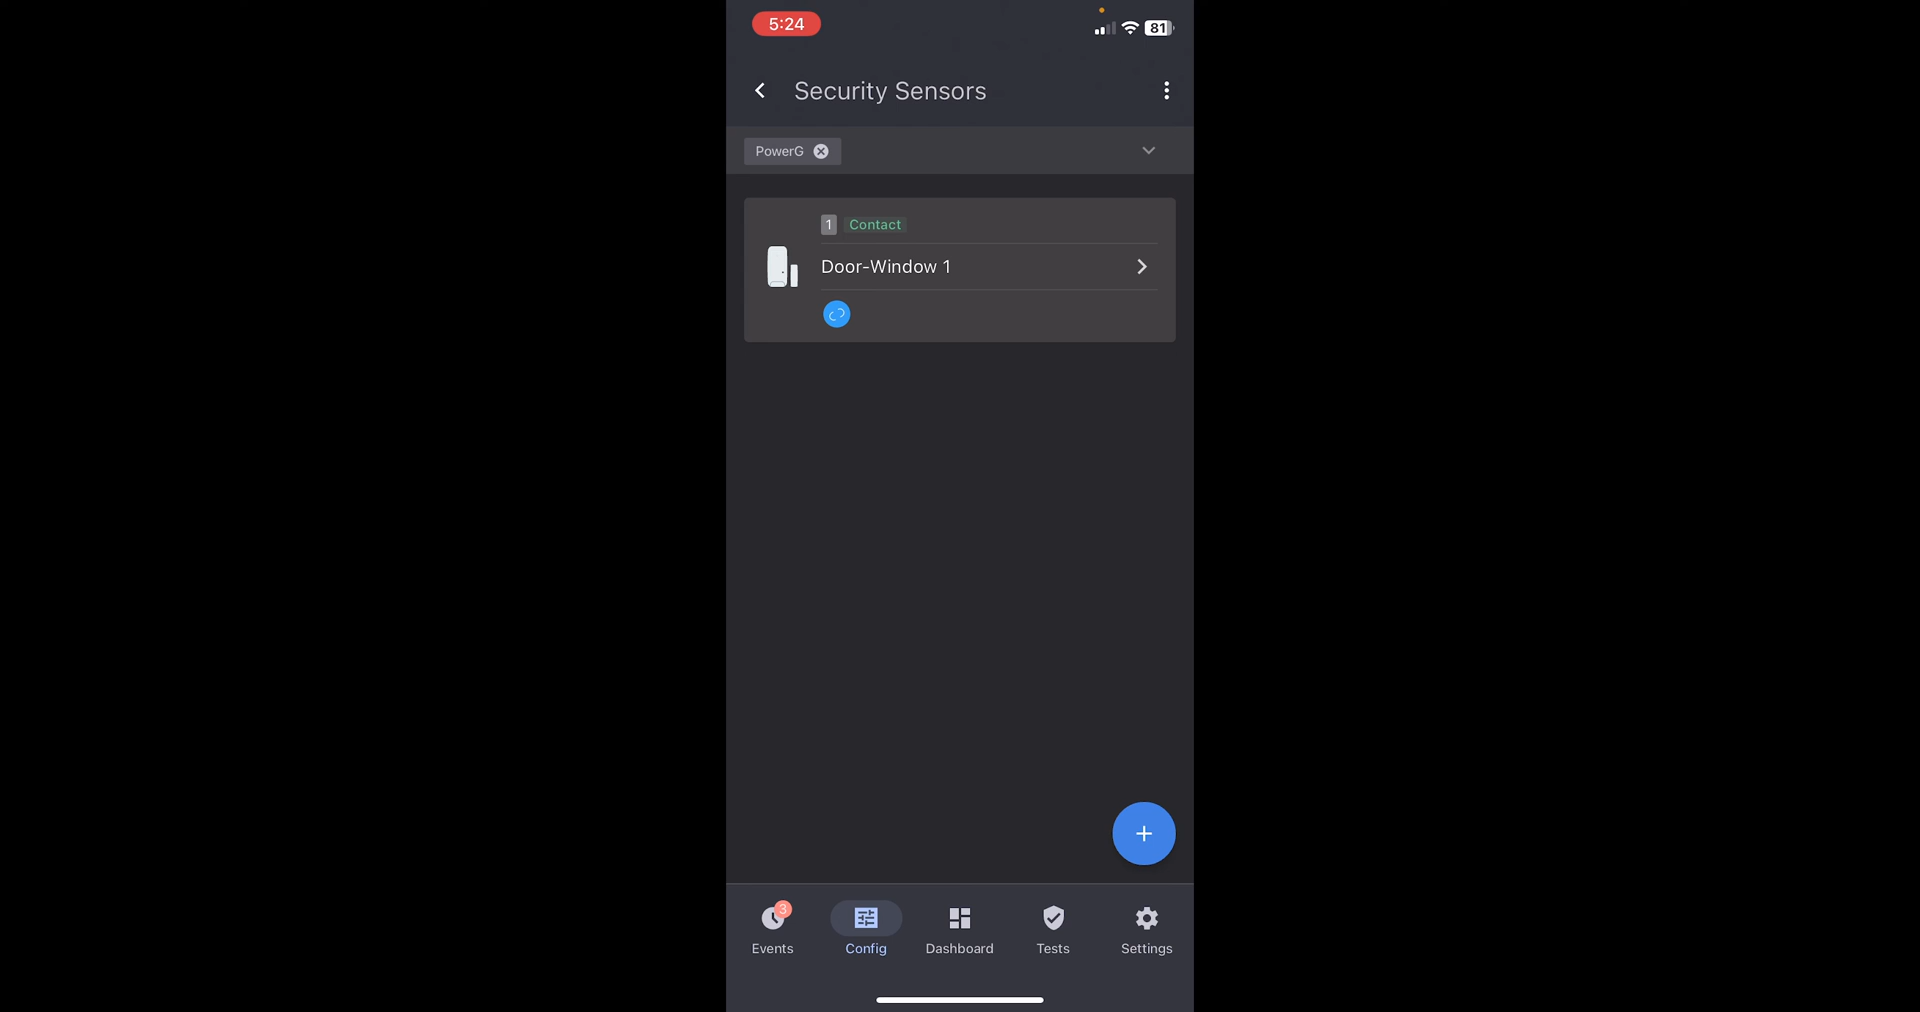 5:24
81
Security Sensors
PowerG
1 Contact
Door-Window 1
3
Events Config Dashboard Tests Settings